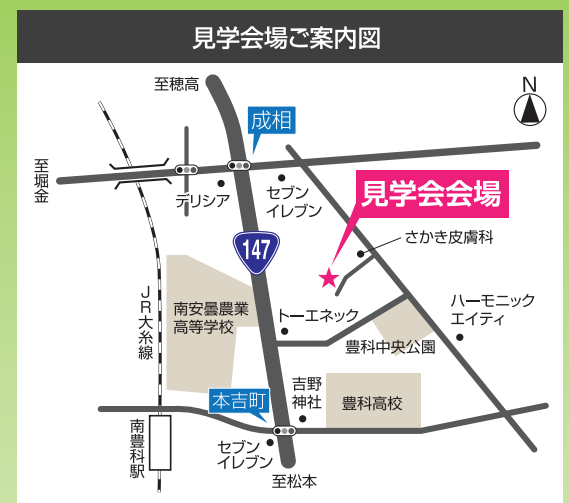 見学会場ご案内図
至穂高
N
成相
至堀金
デリシア
セブン
イレブン
見学会会場
さかき皮膚科
147
JR大糸線
南安曇農業
高等学校
トーエネック
ハーモニック
エイティ
豊科中央公園
本吉町
吉野
神社
豊科高校
南豊科駅
セブン
イレブン
至松本